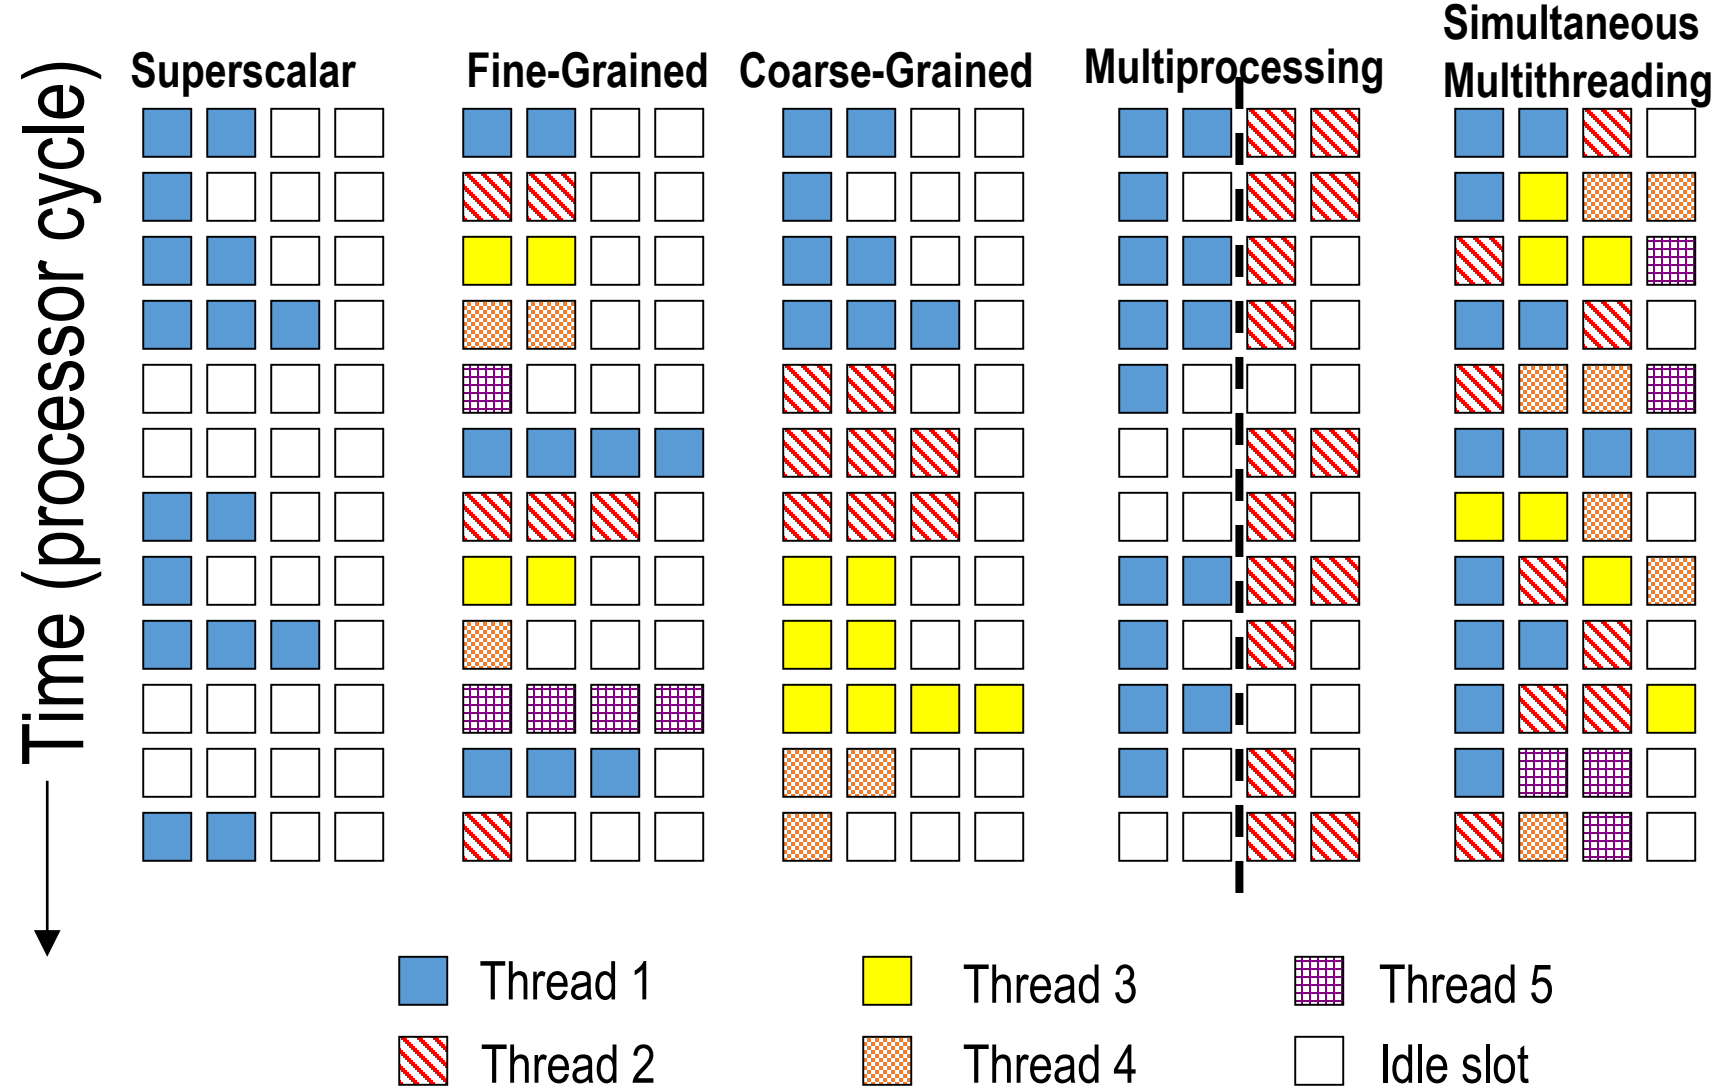 Simultaneous
Multithreading
Superscalar
Fine-Grained
Coarse-Grained
Multiprocessing
Time (processor cycle)
Thread 1
Thread 3
Thread 5
Thread 2
Thread 4
Idle slot